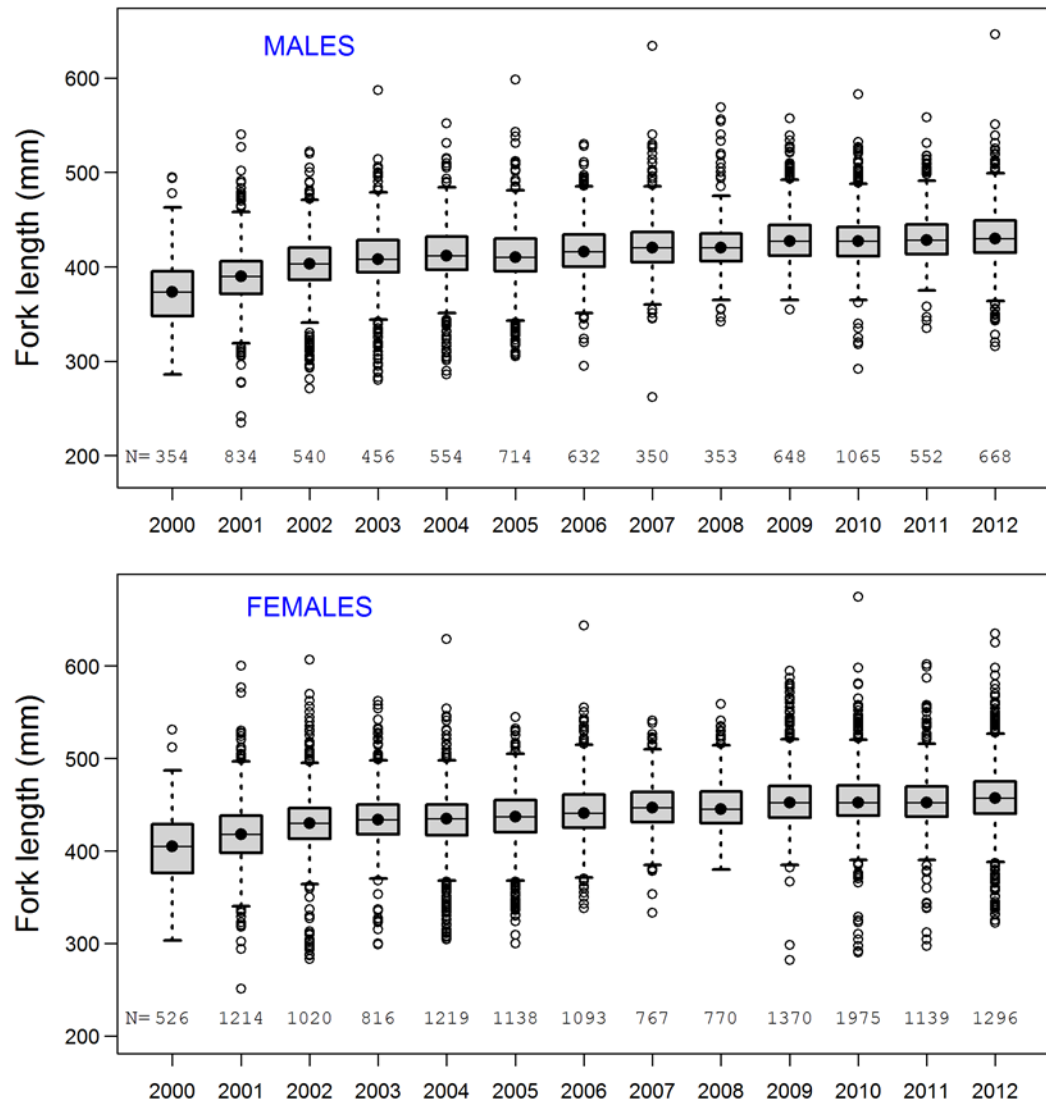 MALES
Fork length (mm)
600
500
400
300
200
N= 354 834 540 456 554 714 632 350 353 648 1065 552 668
2000 2001 2002 2003 2004 2005 2006 2007 2008 2009 2010 2011 2012
FEMALES
Fork length (mm)
600
500
400
300
200
N= 526 1214 1020 816 1219 1138 1093 767 770 1370 1975 1139 1296
2000 2001 2002 2003 2004 2005 2006 2007 2008 2009 2010 2011 2012